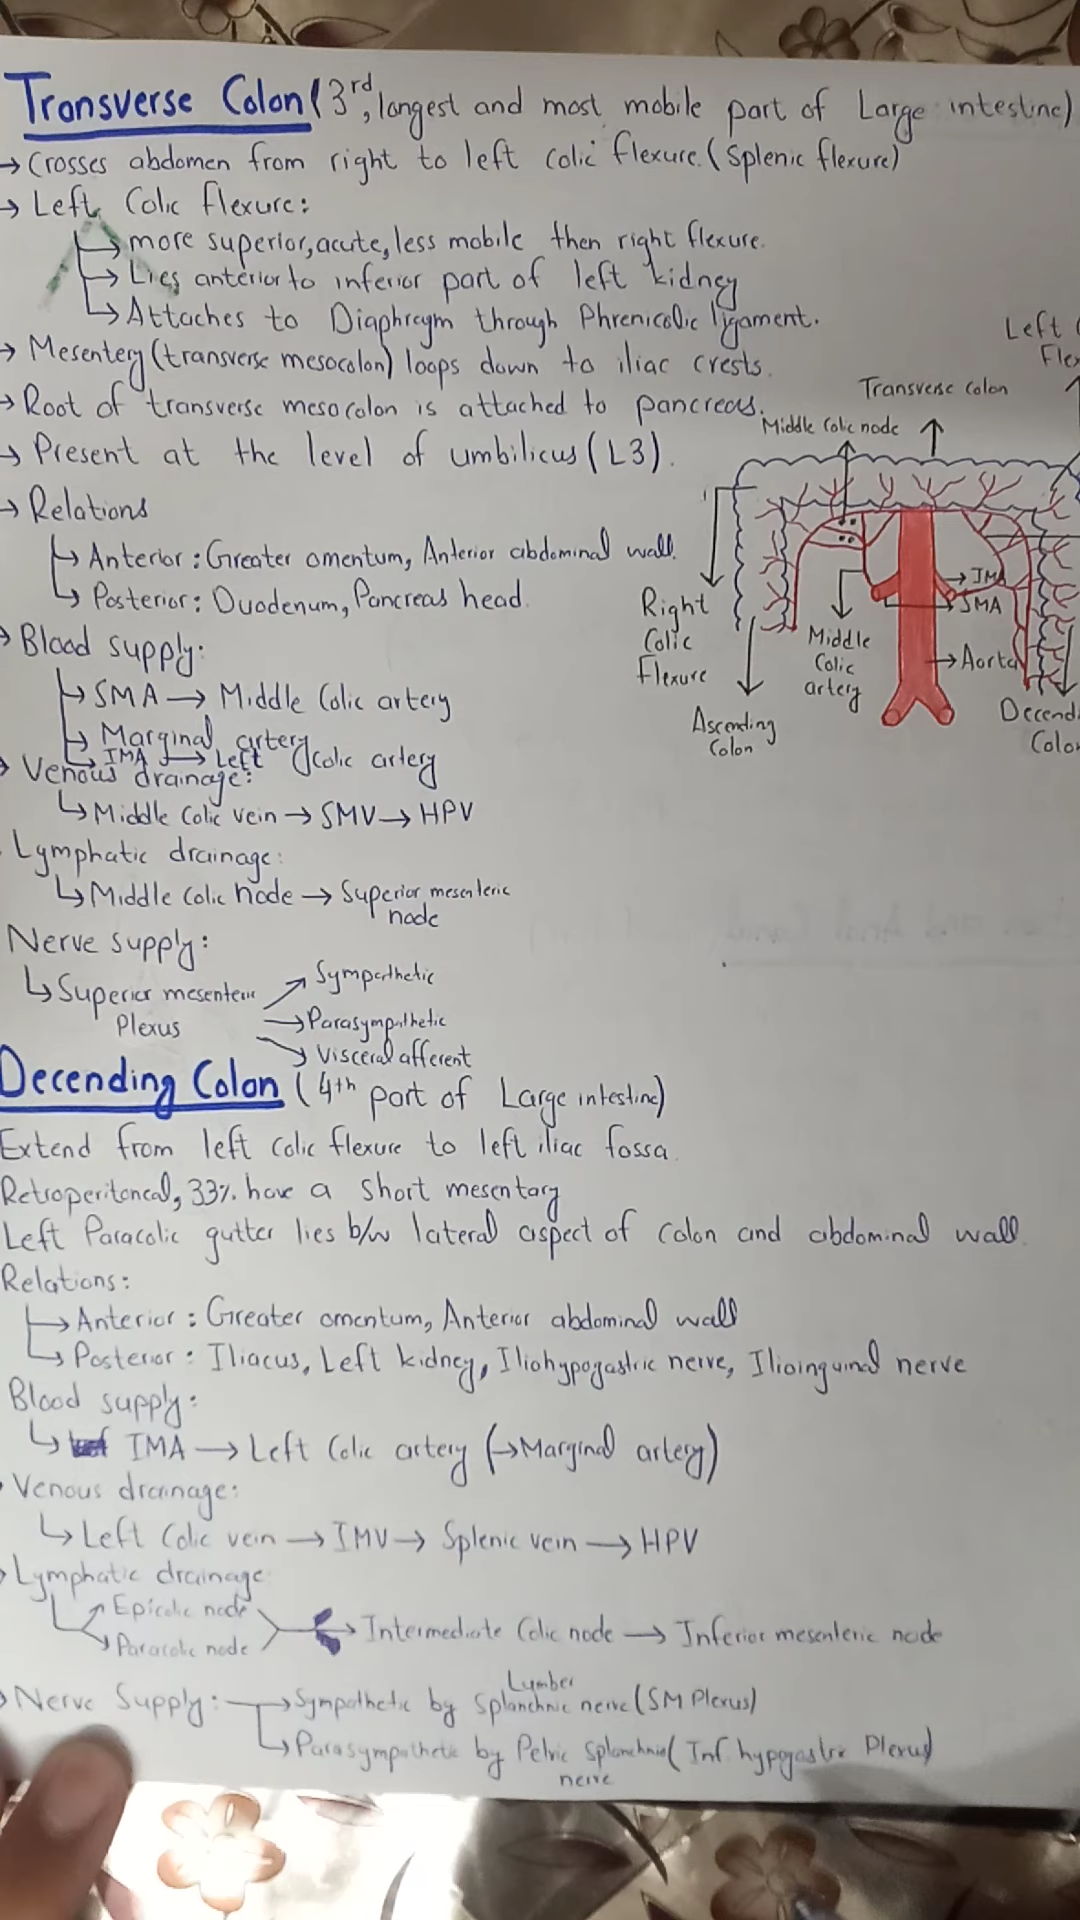 Transverse Colon (3rd, longest and most mobile part of Large intestine)
→ Crosses abdomen from right to left colic flexure. (Splenic flexure)
→ Left Colic flexure:
→ more superior, acute, less mobile then right flexure.
→ Lies anterior to inferior part of left kidney
→ Attaches to Diaphragm through Phrenicolic ligament.
→ Mesentery (transverse mesocolon) loops down to iliac crests.
→ Root of transverse mesocolon is attached to pancreas.
→ Present at the level of umbilicus (L3).
→ Relations
→ Anterior : Greater omentum, Anterior abdominal wall.
→ Posterior : Duodenum, Pancreas head.
→ Blood supply:
→ SMA → Middle Colic artery
→ Marginal artery
→ IMA → Left Colic artery
→ Venous drainage:
→ Middle Colic vein → SMV → HPV
Lymphatic drainage:
→ Middle Colic node → Superior mesenteric
node
Nerve supply:
→ Superior mesenteric
Plexus
→ Sympathetic
→ Parasympathetic
→ Visceral afferent
Left
Fle
Transverse colon
Middle Colic node
Right
Colic
Flexure
Ascending
Colon
Middle
Colic
artery
IMA
SMA
Aorta
Decend
Colo
Decending Colon (4th part of Large intestine)
Extend from left colic flexure to left iliac fossa.
Retroperitoneal, 33% have a short mesentary
Left Paracolic gutter lies b/w lateral aspect of colon and abdominal wall.
Relations:
→ Anterior : Greater omentum, Anterior abdominal wall
→ Posterior : Iliacus, Left kidney, Iliohypogastric nerve, Ilioinguinal nerve
Blood supply:
→ IMA → Left Colic artery (→ Marginal artery)
Venous drainage:
→ Left Colic vein → IMV → Splenic vein → HPV
→ Lymphatic drainage
→ Epicolic node
→ Paracolic node
→ Intermediate Colic node → Inferior mesenteric node
→ Nerve Supply: → Sympathetic by Lumber Splanchnic nerve (SM Plexus)
→ Parasympathetic by Pelvic Splanchnic nerve (Inf. hypogastric Plexus)